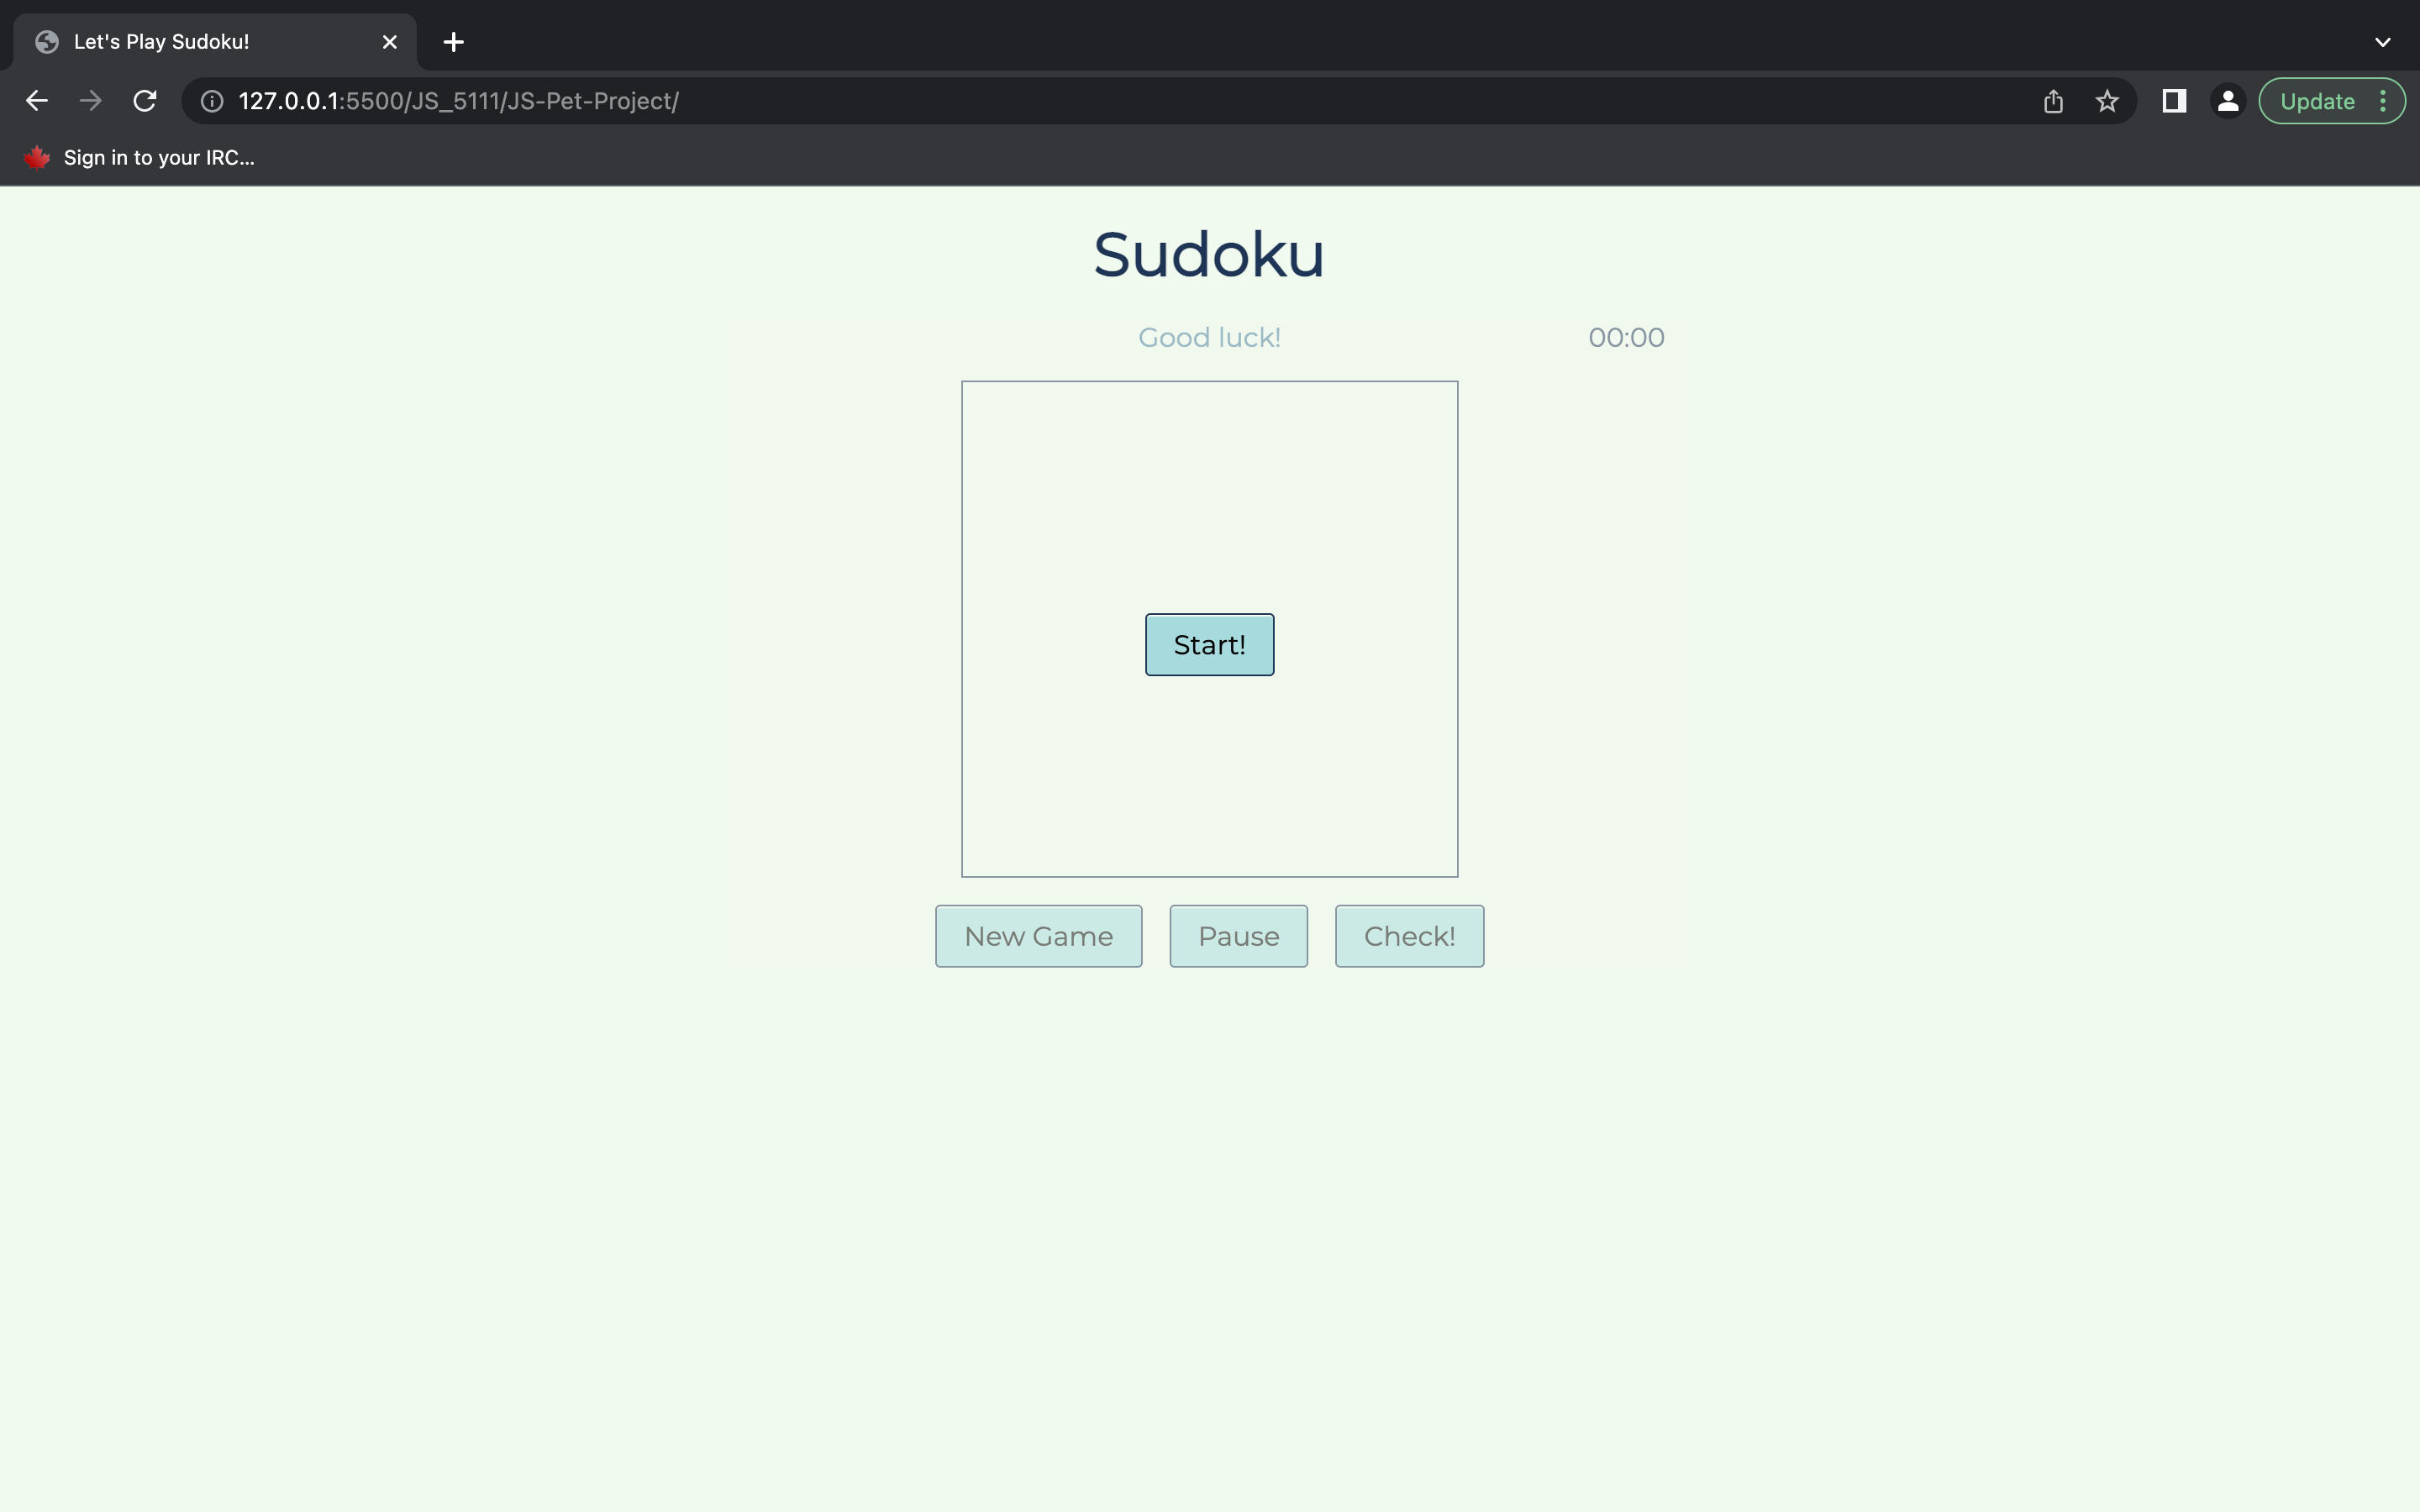 Let's Play Sudoku!
127.0.0.1:5500/JS_5111/JS-Pet-Project/
Update
Sign in to your IRC...
Sudoku
Good luck!
00:00
Start!
New Game
Pause
Check!